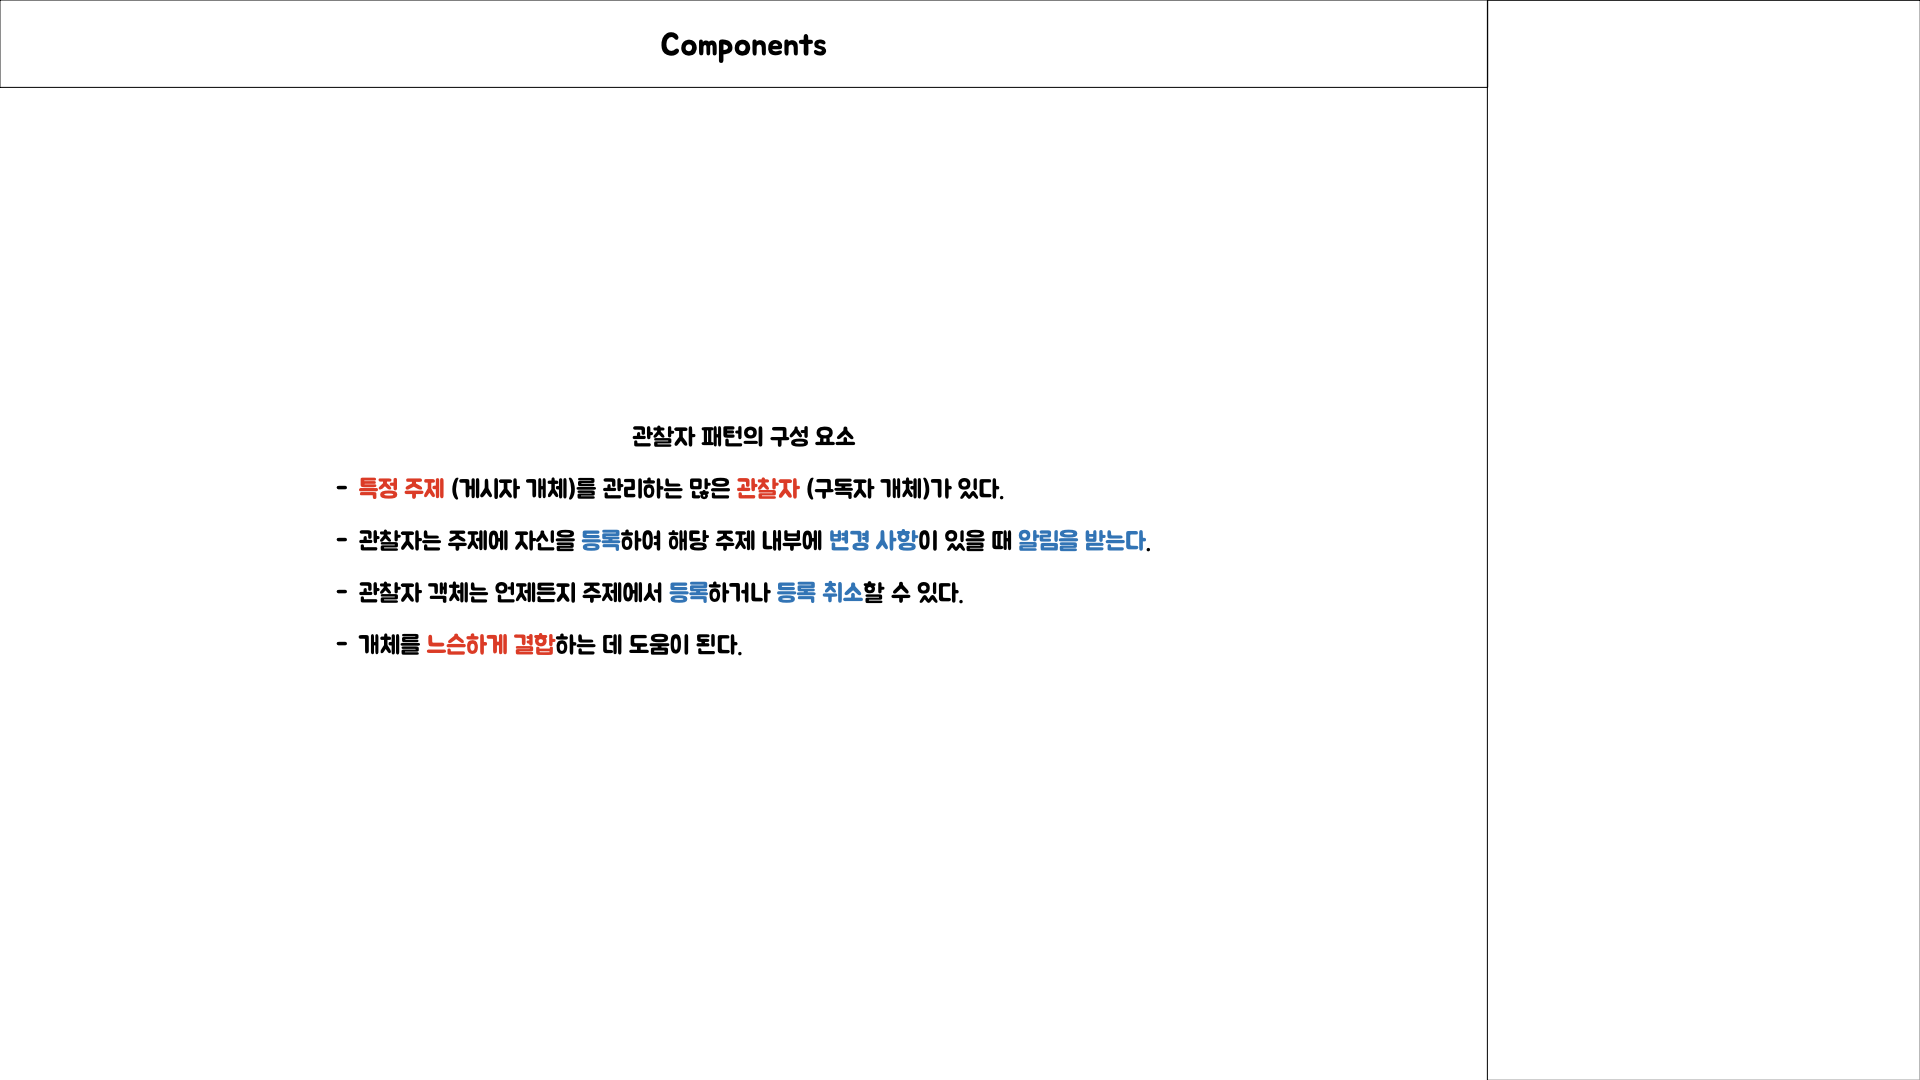 Components
관찰자 패턴의 구성 요소
- 특정 주제 (게시자 개체)를 관리하는 많은 관찰자 (구독자 개체)가 있다.
- 관찰자는 주제에 자신을 등록하여 해당 주제 내부에 변경 사항이 있을 때 알림을 받는다.
- 관찰자 객체는 언제든지 주제에서 등록하거나 등록 취소할 수 있다.
- 개체를 느슨하게 결합하는 데 도움이 된다.